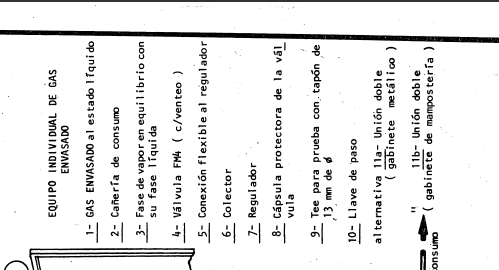 EQUIPO INDIVIDUAL DE GAS
ENVASADO
1- GAS ENVASADO al estado líquido
2- Cañería de consumo
3- Fase de vapor en equilibrio con
su fase líquida
4- Válvula FM4 ( c/venteo )
5- Conexión flexible al regulador
6- Colector
7- Regulador
8- Cápsula protectora de la vál
vula
9- Tee para prueba con tapón de
13 mm de ø
10- Llave de paso
alternativa 11a- Unión doble
( gabinete metálico )
" 11b- Unión doble
( gabinete de mampostería )
onsumo